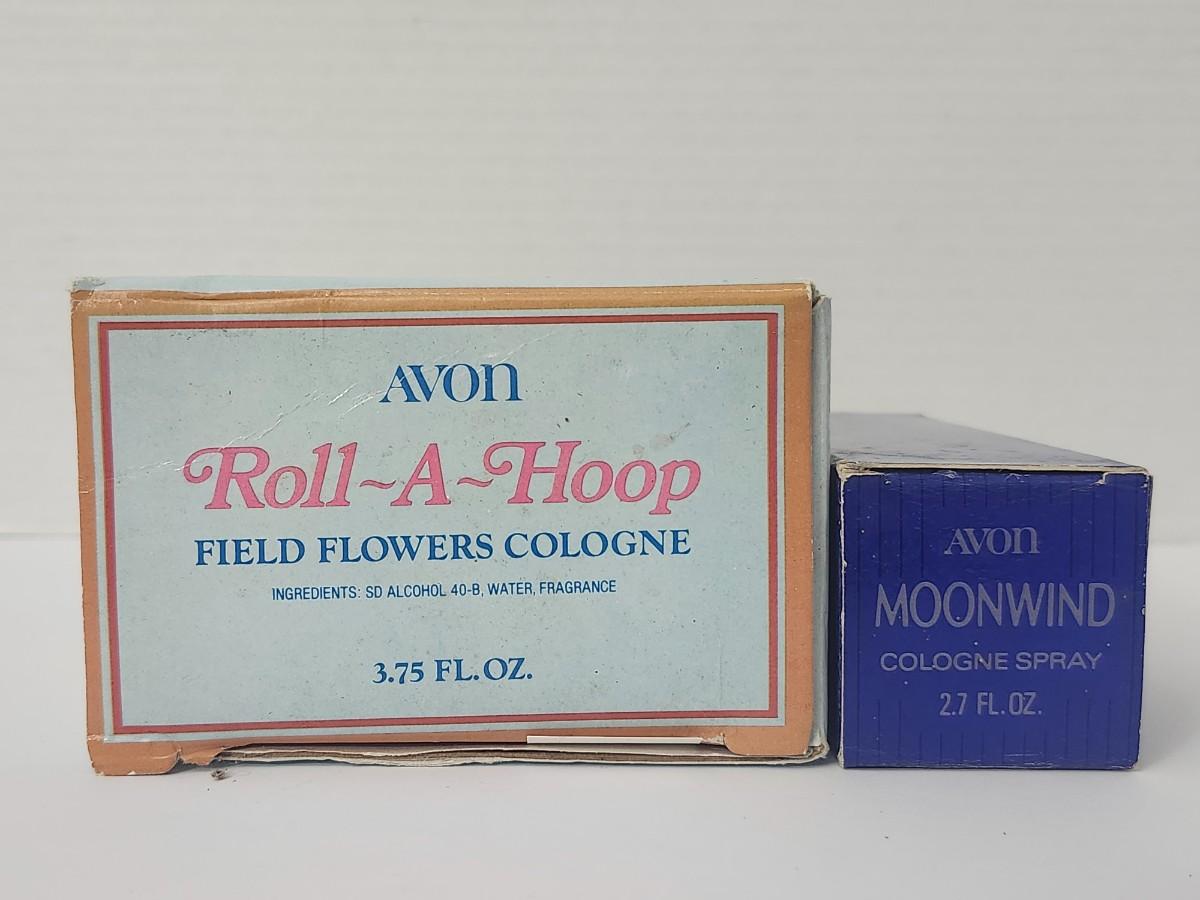 AVON
Roll~A~Hoop
FIELD FLOWERS COLOGNE
INGREDIENTS: SD ALCOHOL 40-B, WATER, FRAGRANCE
3.75 FL. OZ.
AVON
MOONWIND
COLOGNE SPRAY
2.7 FL. OZ.